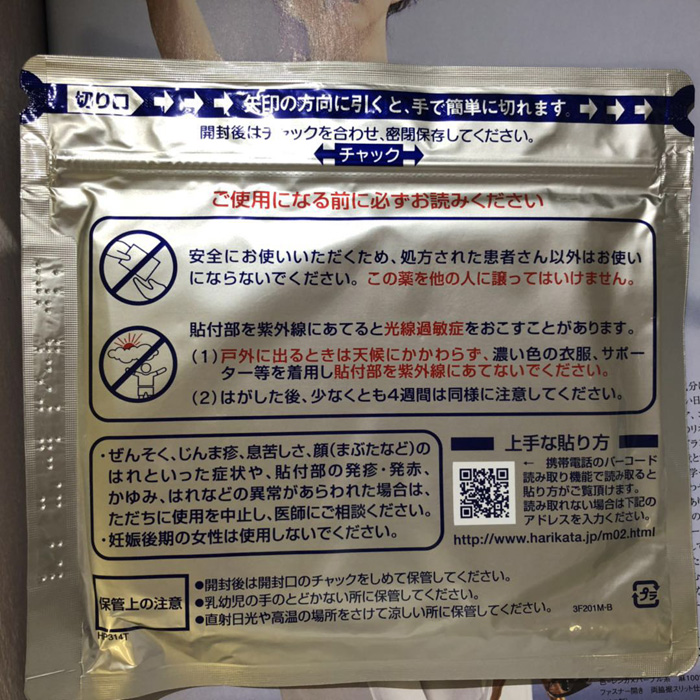 切り口 矢印の方向に引くと、手で簡単に切れます。
開封後はチャックを合わせ、密閉保存してください。
チャック
ご使用になる前に必ずお読みください
安全にお使いいただくため、処方された患者さん以外はお使い
にならないでください。この薬を他の人に譲ってはいけません。
貼付部を紫外線にあてると光線過敏症をおこすことがあります。
(1)戸外に出るときは天候にかかわらず、濃い色の衣服、サポー
ター等を着用し貼付部を紫外線にあてないでください。
(2)はがした後、少なくとも4週間は同様に注意してください。
・ぜんそく、じんま疹、息苦しさ、顔(まぶたなど)の
はれといった症状や、貼付部の発疹・発赤、
かゆみ、はれなどの異常があらわれた場合は、
ただちに使用を中止し、医師にご相談ください。
・妊娠後期の女性は使用しないでください。
上手な貼り方
← 携帯電話のバーコード
読み取り機能で読み取ると
貼り方がご覧頂けます。
読み取れない場合は下記の
アドレスを入力ください。
http://www.harikata.jp/m02.html
保管上の注意
●開封後は開封口のチャックをしめて保管してください。
●乳幼児の手のとどかない所に保管してください。
●直射日光や高温の場所をさけて涼しい所に保管してください。
3F201M-B
プラ
HP314T